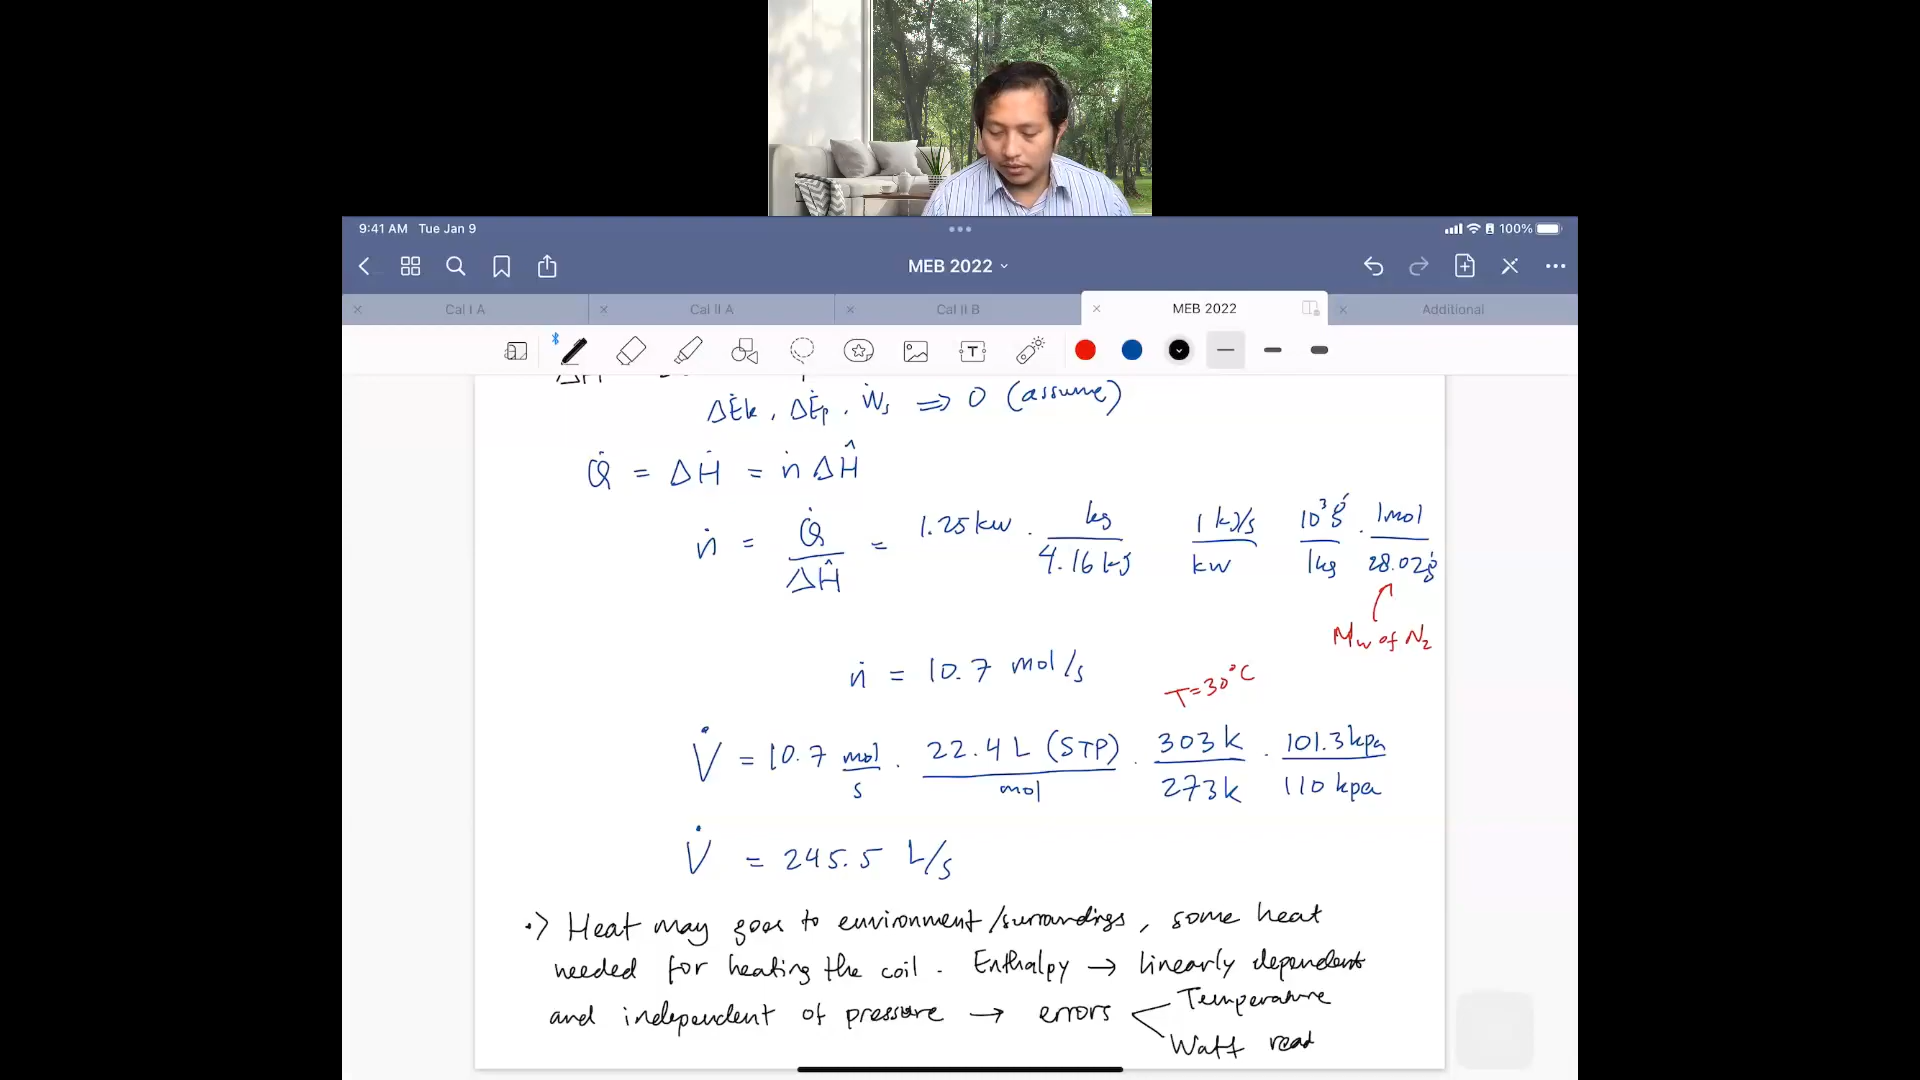 9:41 AM Tue Jan 9
100%
MEB 2022
Cal I A
Cal II A
Cal II B
MEB 2022
Additional
T
ΔĖk, ΔĖp, Ẇs ⇒ 0 (assume)
Q̇ = ΔḢ = ṅ ΔĤ
ṅ = Q̇ / ΔĤ = 1.25 kW · kg / 4.16 kJ 1 kJ/s / kW 10³ g / 1 kg · 1 mol / 28.02 g
Mw of N₂
ṅ = 10.7 mol/s
T = 30°C
V̇ = 10.7 mol / s · 22.4 L (STP) / mol · 303 K / 273 K · 101.3 kPa / 110 kPa
V̇ = 245.5 L/s
•> Heat may goes to environment/surroundings, some heat
needed for heating the coil. Enthalpy → linearly dependent
and independent of pressure → errors
Temperature
Watt read